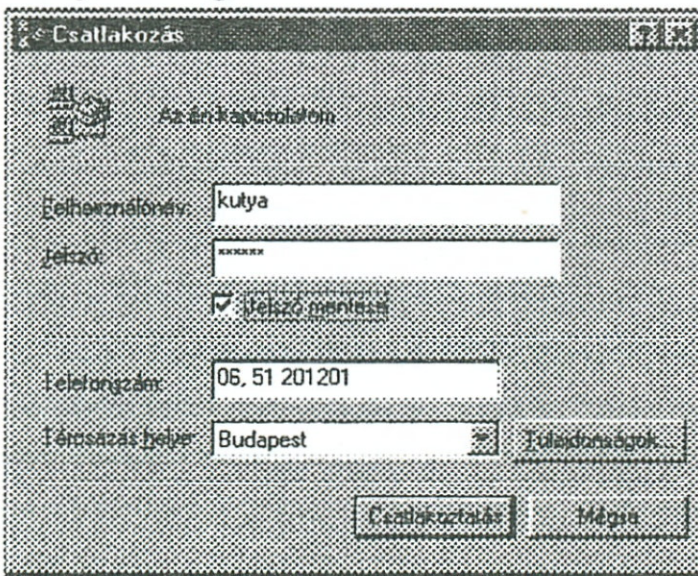 Csatlakozás
Az én kapcsolatom
Felhasználónév: kutya
Jelszó: ××××××
Jelszó mentése
Telefonszám: 06, 51 201201
Tárcsázás helye: Budapest Tulajdonságok...
Csatlakoztatás Mégse